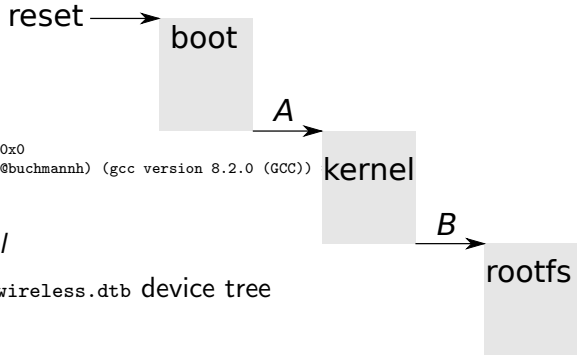 reset
boot
A
0x0
@buchmannh) (gcc version 8.2.0 (GCC))
kernel
l
B
wireless.dtb device tree
rootfs